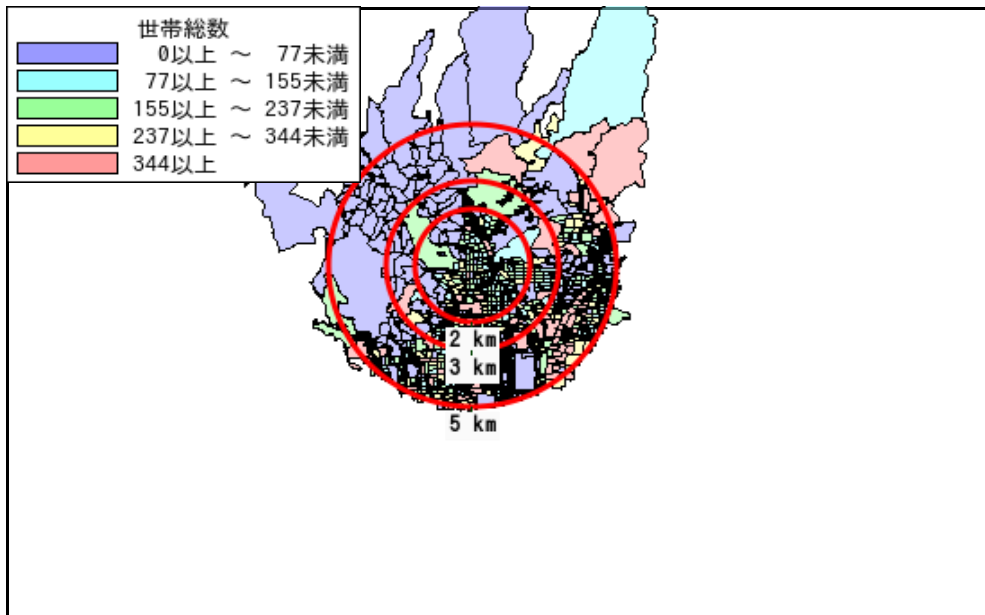 世帯総数
0以上 ～ 77未満
77以上 ～ 155未満
155以上 ～ 237未満
237以上 ～ 344未満
344以上
2 km
3 km
5 km